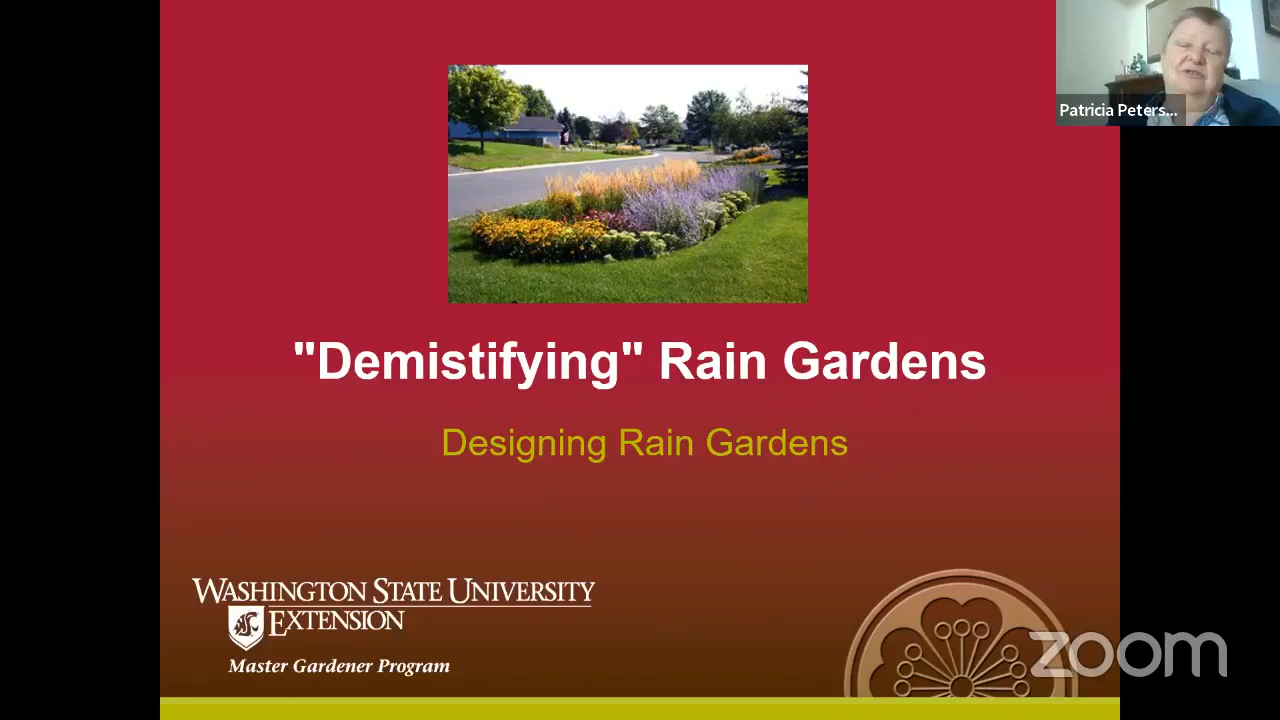 Patricia Peters...
"Demistifying" Rain Gardens
Designing Rain Gardens
WASHINGTON STATE UNIVERSITY
EXTENSION
Master Gardener Program
zoom